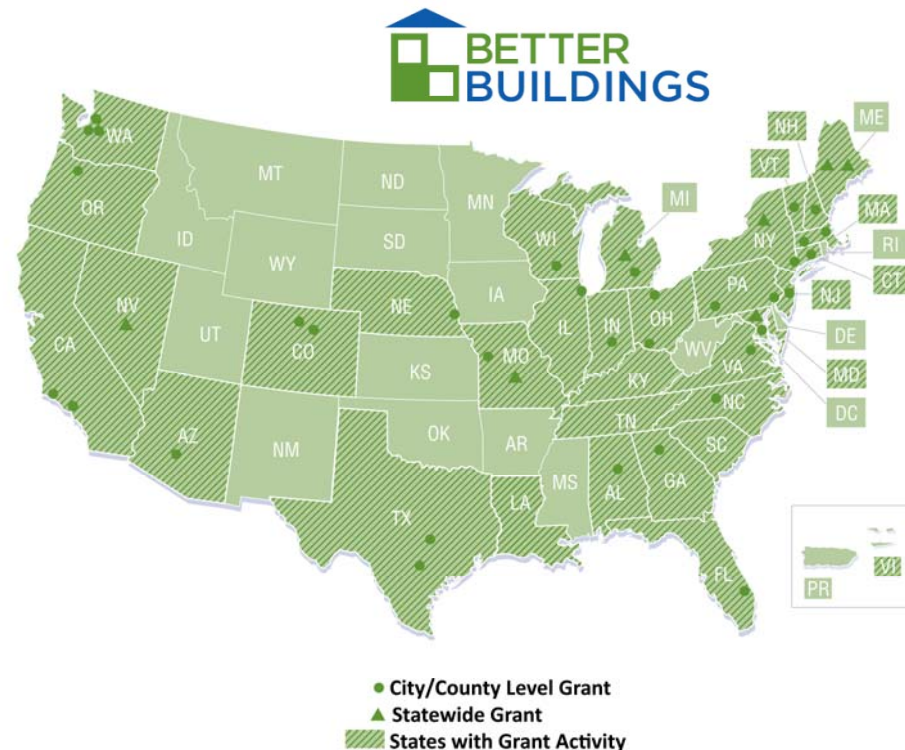 BETTER
BUILDINGS
WA
MT
ND
MN
OR
ID
SD
WY
WI
MI
NH
ME
VT
NY
MA
RI
CT
NV
UT
CA
NE
IA
CO
KS
MO
IL
IN
OH
PA
NJ
WV
VA
DE
MD
DC
KY
AZ
NM
OK
AR
TN
NC
SC
TX
LA
MS
AL
GA
FL
PR
VI
City/County Level Grant
Statewide Grant
States with Grant Activity